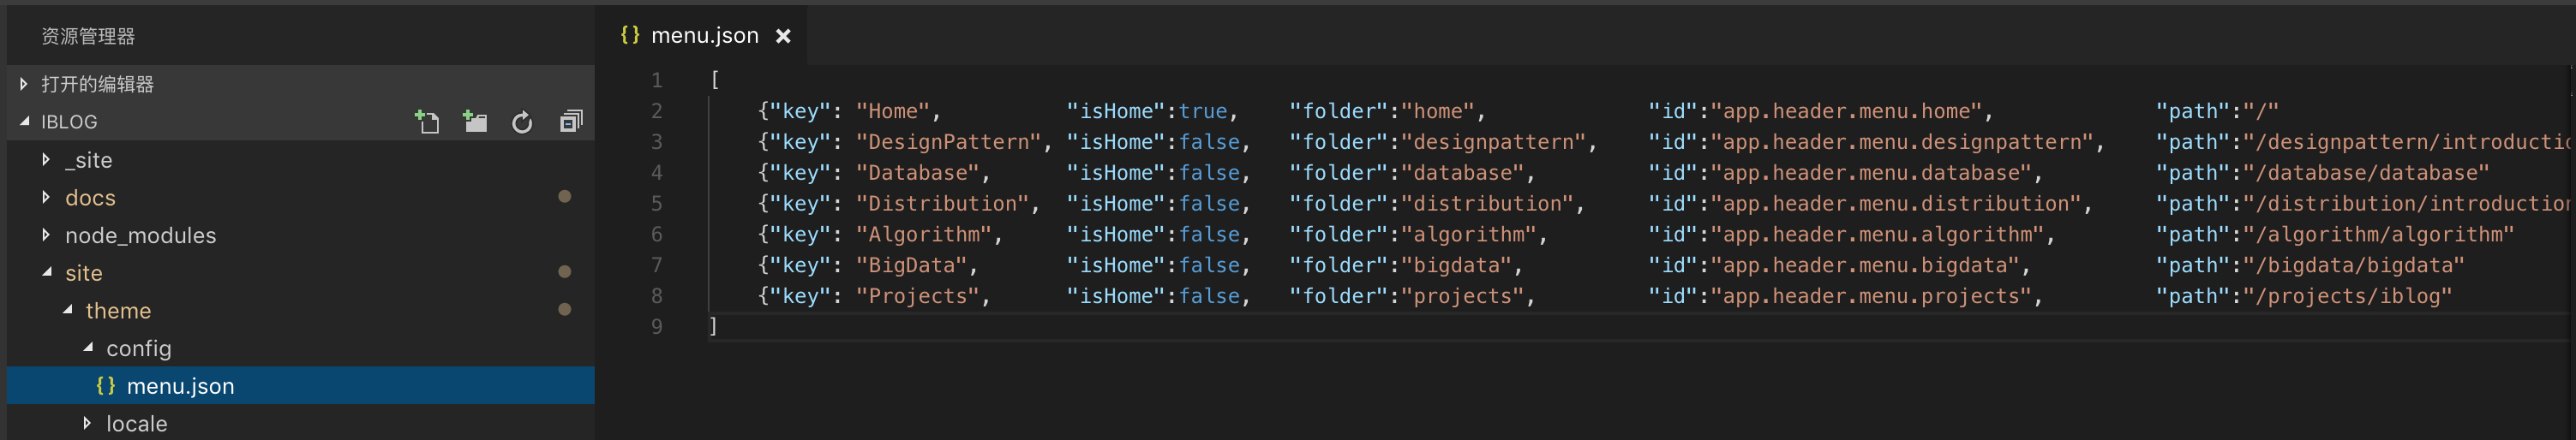 资源管理器
打开的编辑器
IBLOG
_site
docs
node_modules
site
theme
config
{} menu.json
locale
{} menu.json ×
1 [
2 {"key": "Home", "isHome":true, "folder":"home", "id":"app.header.menu.home", "path":"/"
3 {"key": "DesignPattern", "isHome":false, "folder":"designpattern", "id":"app.header.menu.designpattern", "path":"/designpattern/introductio
4 {"key": "Database", "isHome":false, "folder":"database", "id":"app.header.menu.database", "path":"/database/database"
5 {"key": "Distribution", "isHome":false, "folder":"distribution", "id":"app.header.menu.distribution", "path":"/distribution/introduction
6 {"key": "Algorithm", "isHome":false, "folder":"algorithm", "id":"app.header.menu.algorithm", "path":"/algorithm/algorithm"
7 {"key": "BigData", "isHome":false, "folder":"bigdata", "id":"app.header.menu.bigdata", "path":"/bigdata/bigdata"
8 {"key": "Projects", "isHome":false, "folder":"projects", "id":"app.header.menu.projects", "path":"/projects/iblog"
9 ]